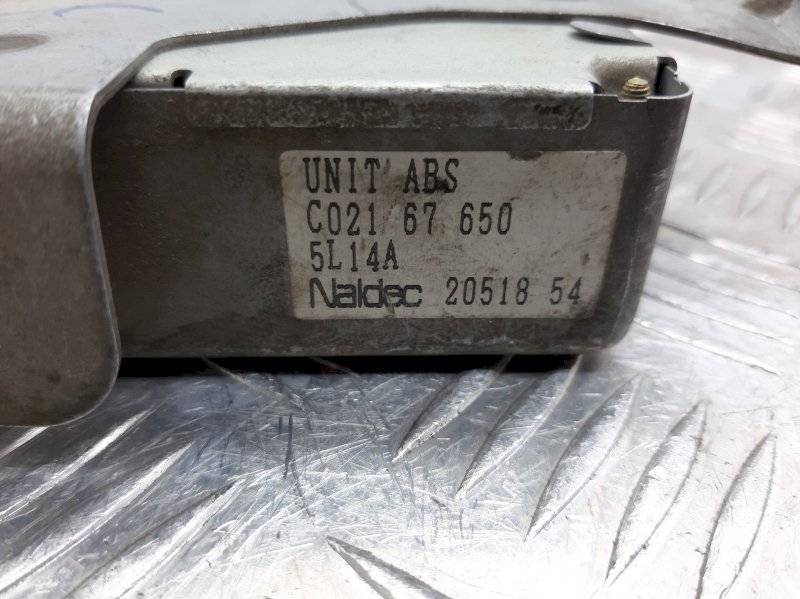 UNIT ABS
C021 67 650
5L14A
Naldec 20518 54